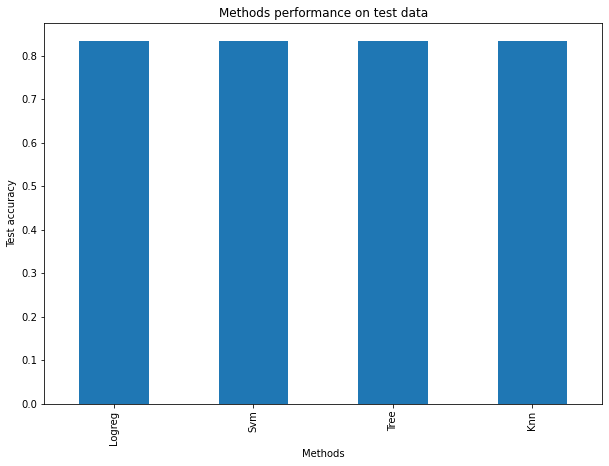 Methods performance on test data
Test accuracy
0.8
0.7
0.6
0.5
0.4
0.3
0.2
0.1
0.0
Logreg
Svm
Tree
Knn
Methods